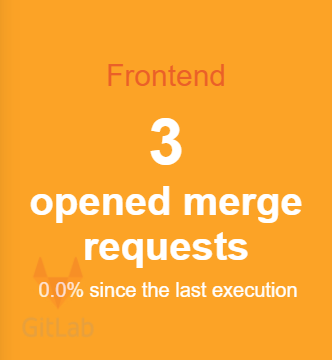 Frontend
3
opened merge
requests
0.0% since the last execution
GitLab